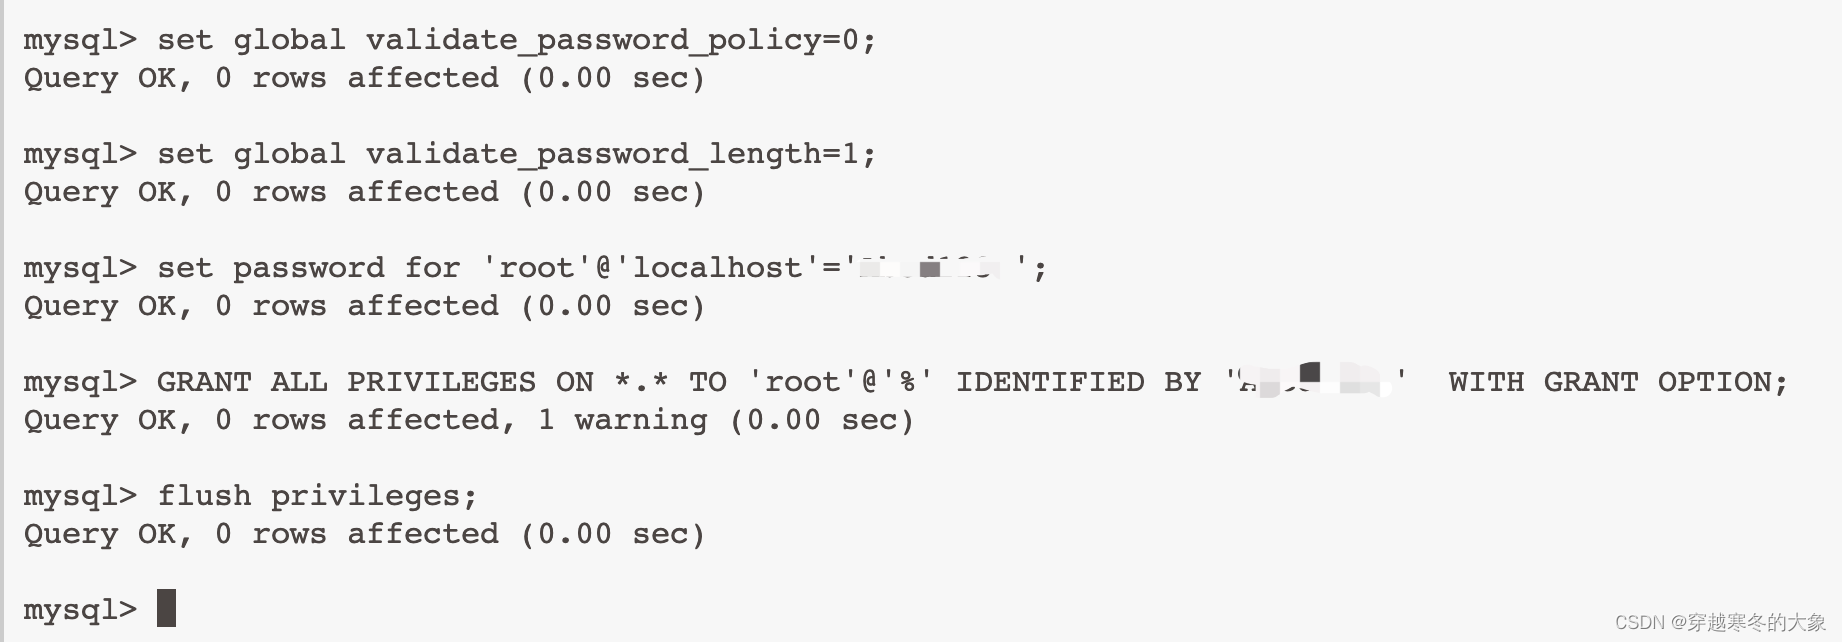 mysql> set global validate_password_policy=0;
Query OK, 0 rows affected (0.00 sec)
mysql> set global validate_password_length=1;
Query OK, 0 rows affected (0.00 sec)
mysql> set password for 'root'@'localhost'=' ';
Query OK, 0 rows affected (0.00 sec)
mysql> GRANT ALL PRIVILEGES ON *.* TO 'root'@'%' IDENTIFIED BY ' ' WITH GRANT OPTION;
Query OK, 0 rows affected, 1 warning (0.00 sec)
mysql> flush privileges;
Query OK, 0 rows affected (0.00 sec)
mysql>
CSDN @穿越寒冬的大象